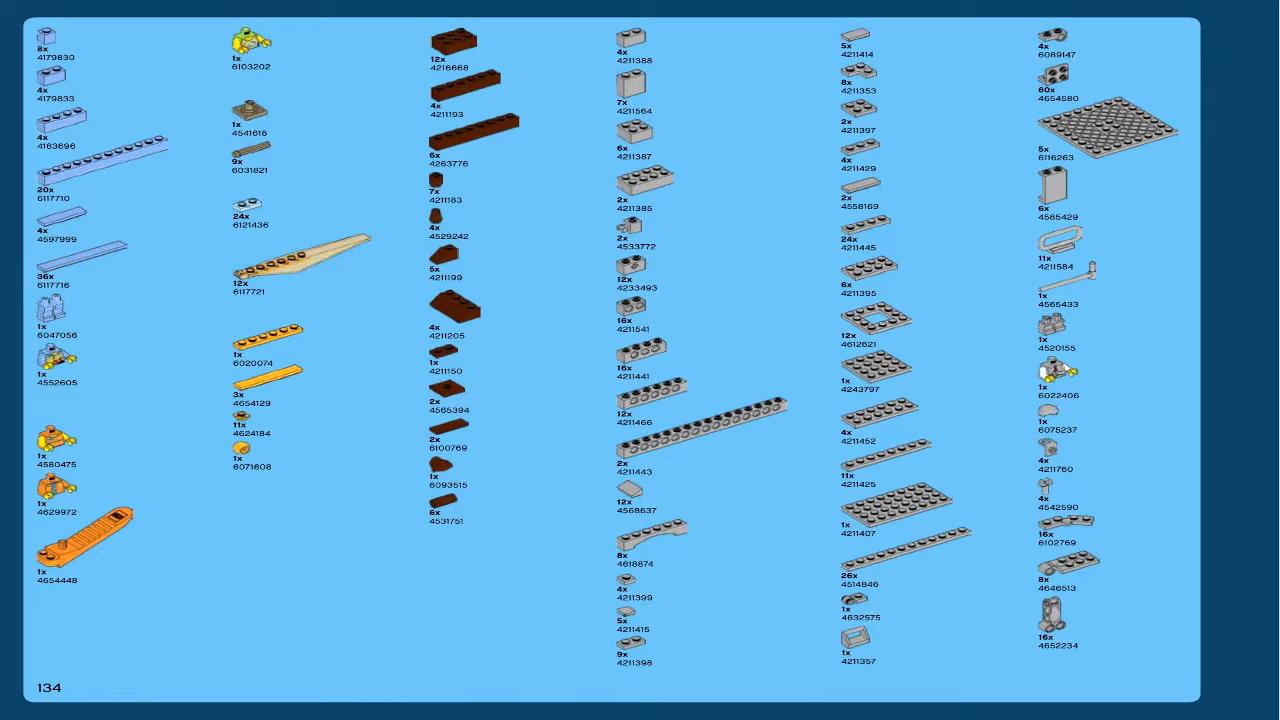 8x
4179830
4x
4179833
4x
4163696
20x
6117710
4x
4597999
36x
6117716
1x
6047056
1x
4552605
1x
4580475
1x
4629972
1x
4654448
1x
6103202
1x
4541618
9x
6031821
24x
6121436
12x
6117721
1x
6020074
3x
4654129
11x
4624184
1x
6071608
12x
4216668
4x
4211193
6x
4263776
7x
4211183
4x
4529242
5x
4211199
4x
4211205
1x
4211150
2x
4565394
2x
6100769
1x
6093515
6x
4531751
4x
4211388
7x
4211564
6x
4211387
2x
4211385
2x
4533772
12x
4233493
16x
4211541
16x
4211441
12x
4211466
2x
4211443
12x
4568637
8x
4618874
4x
4211399
5x
4211415
9x
4211398
5x
4211414
8x
4211353
2x
4211397
4x
4211429
2x
4558169
24x
4211445
6x
4211395
12x
4612621
1x
4243797
4x
4211452
11x
4211425
1x
4211407
26x
4514846
1x
4632575
1x
4211357
4x
6089147
60x
4654580
5x
6116263
6x
4585429
11x
4211584
1x
4565433
1x
4520155
1x
6022406
1x
6075237
4x
4211760
4x
4542590
16x
6102769
8x
4646513
16x
4652234
134